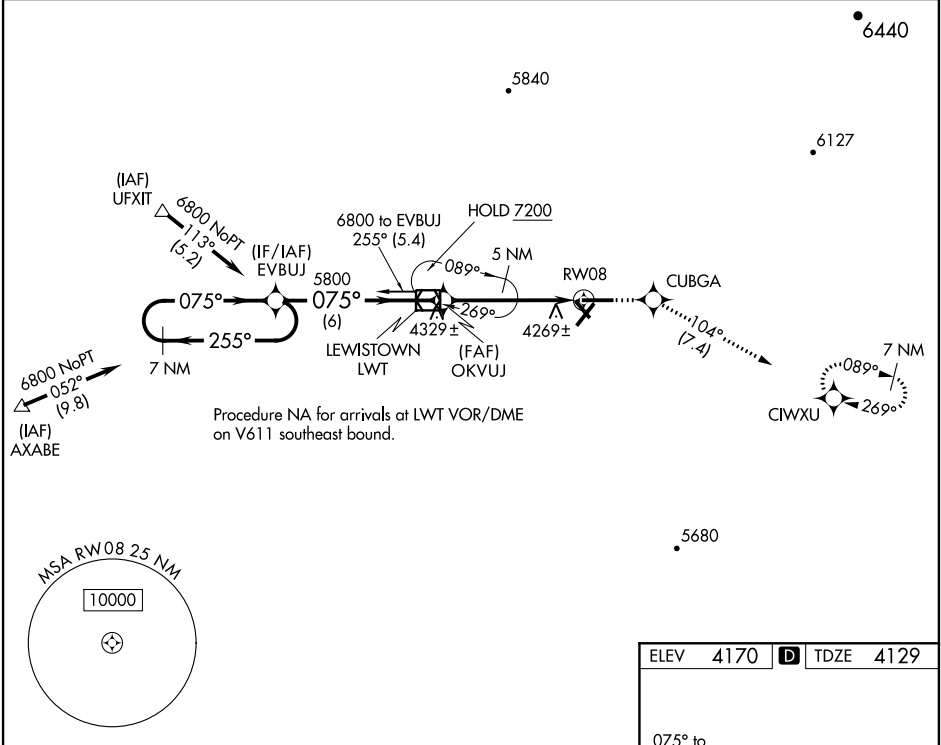 6440
5840
6127
(IAF)
UFXIT
6800 NoPT
113°
(5.2)
(IF/IAF)
EVBUJ
6800 to EVBUJ
255° (5.4)
HOLD 7200
089°
5 NM
269°
RW08
CUBGA
075°
255°
7 NM
5800
075°
(6)
4329±
4269±
LEWISTOWN
LWT
(FAF)
OKVUJ
104°
(7.4)
7 NM
089°
269°
CIWXU
6800 NoPT
052°
(9.8)
(IAF)
AXABE
Procedure NA for arrivals at LWT VOR/DME
on V611 southeast bound.
5680
MSA RW08 25 NM
10000
ELEV 4170 D TDZE 4129
075° to